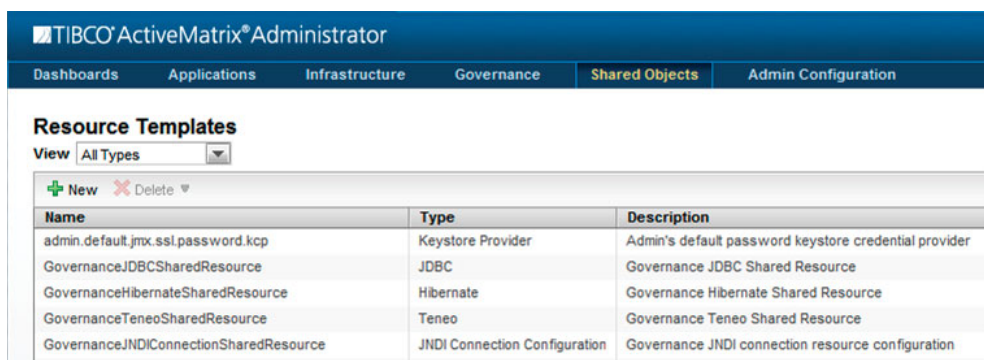 TIBCO® ActiveMatrix® Administrator
Dashboards Applications Infrastructure Governance Shared Objects Admin Configuration
Resource Templates
View All Types
New Delete
Name Type Description
admin.default.jmx.ssl.password.kcp Keystore Provider Admin's default password keystore credential provider
GovernanceJDBCSharedResource JDBC Governance JDBC Shared Resource
GovernanceHibernateSharedResource Hibernate Governance Hibernate Shared Resource
GovernanceTeneoSharedResource Teneo Governance Teneo Shared Resource
GovernanceJNDIConnectionSharedResource JNDI Connection Configuration Governance JNDI connection resource configuration